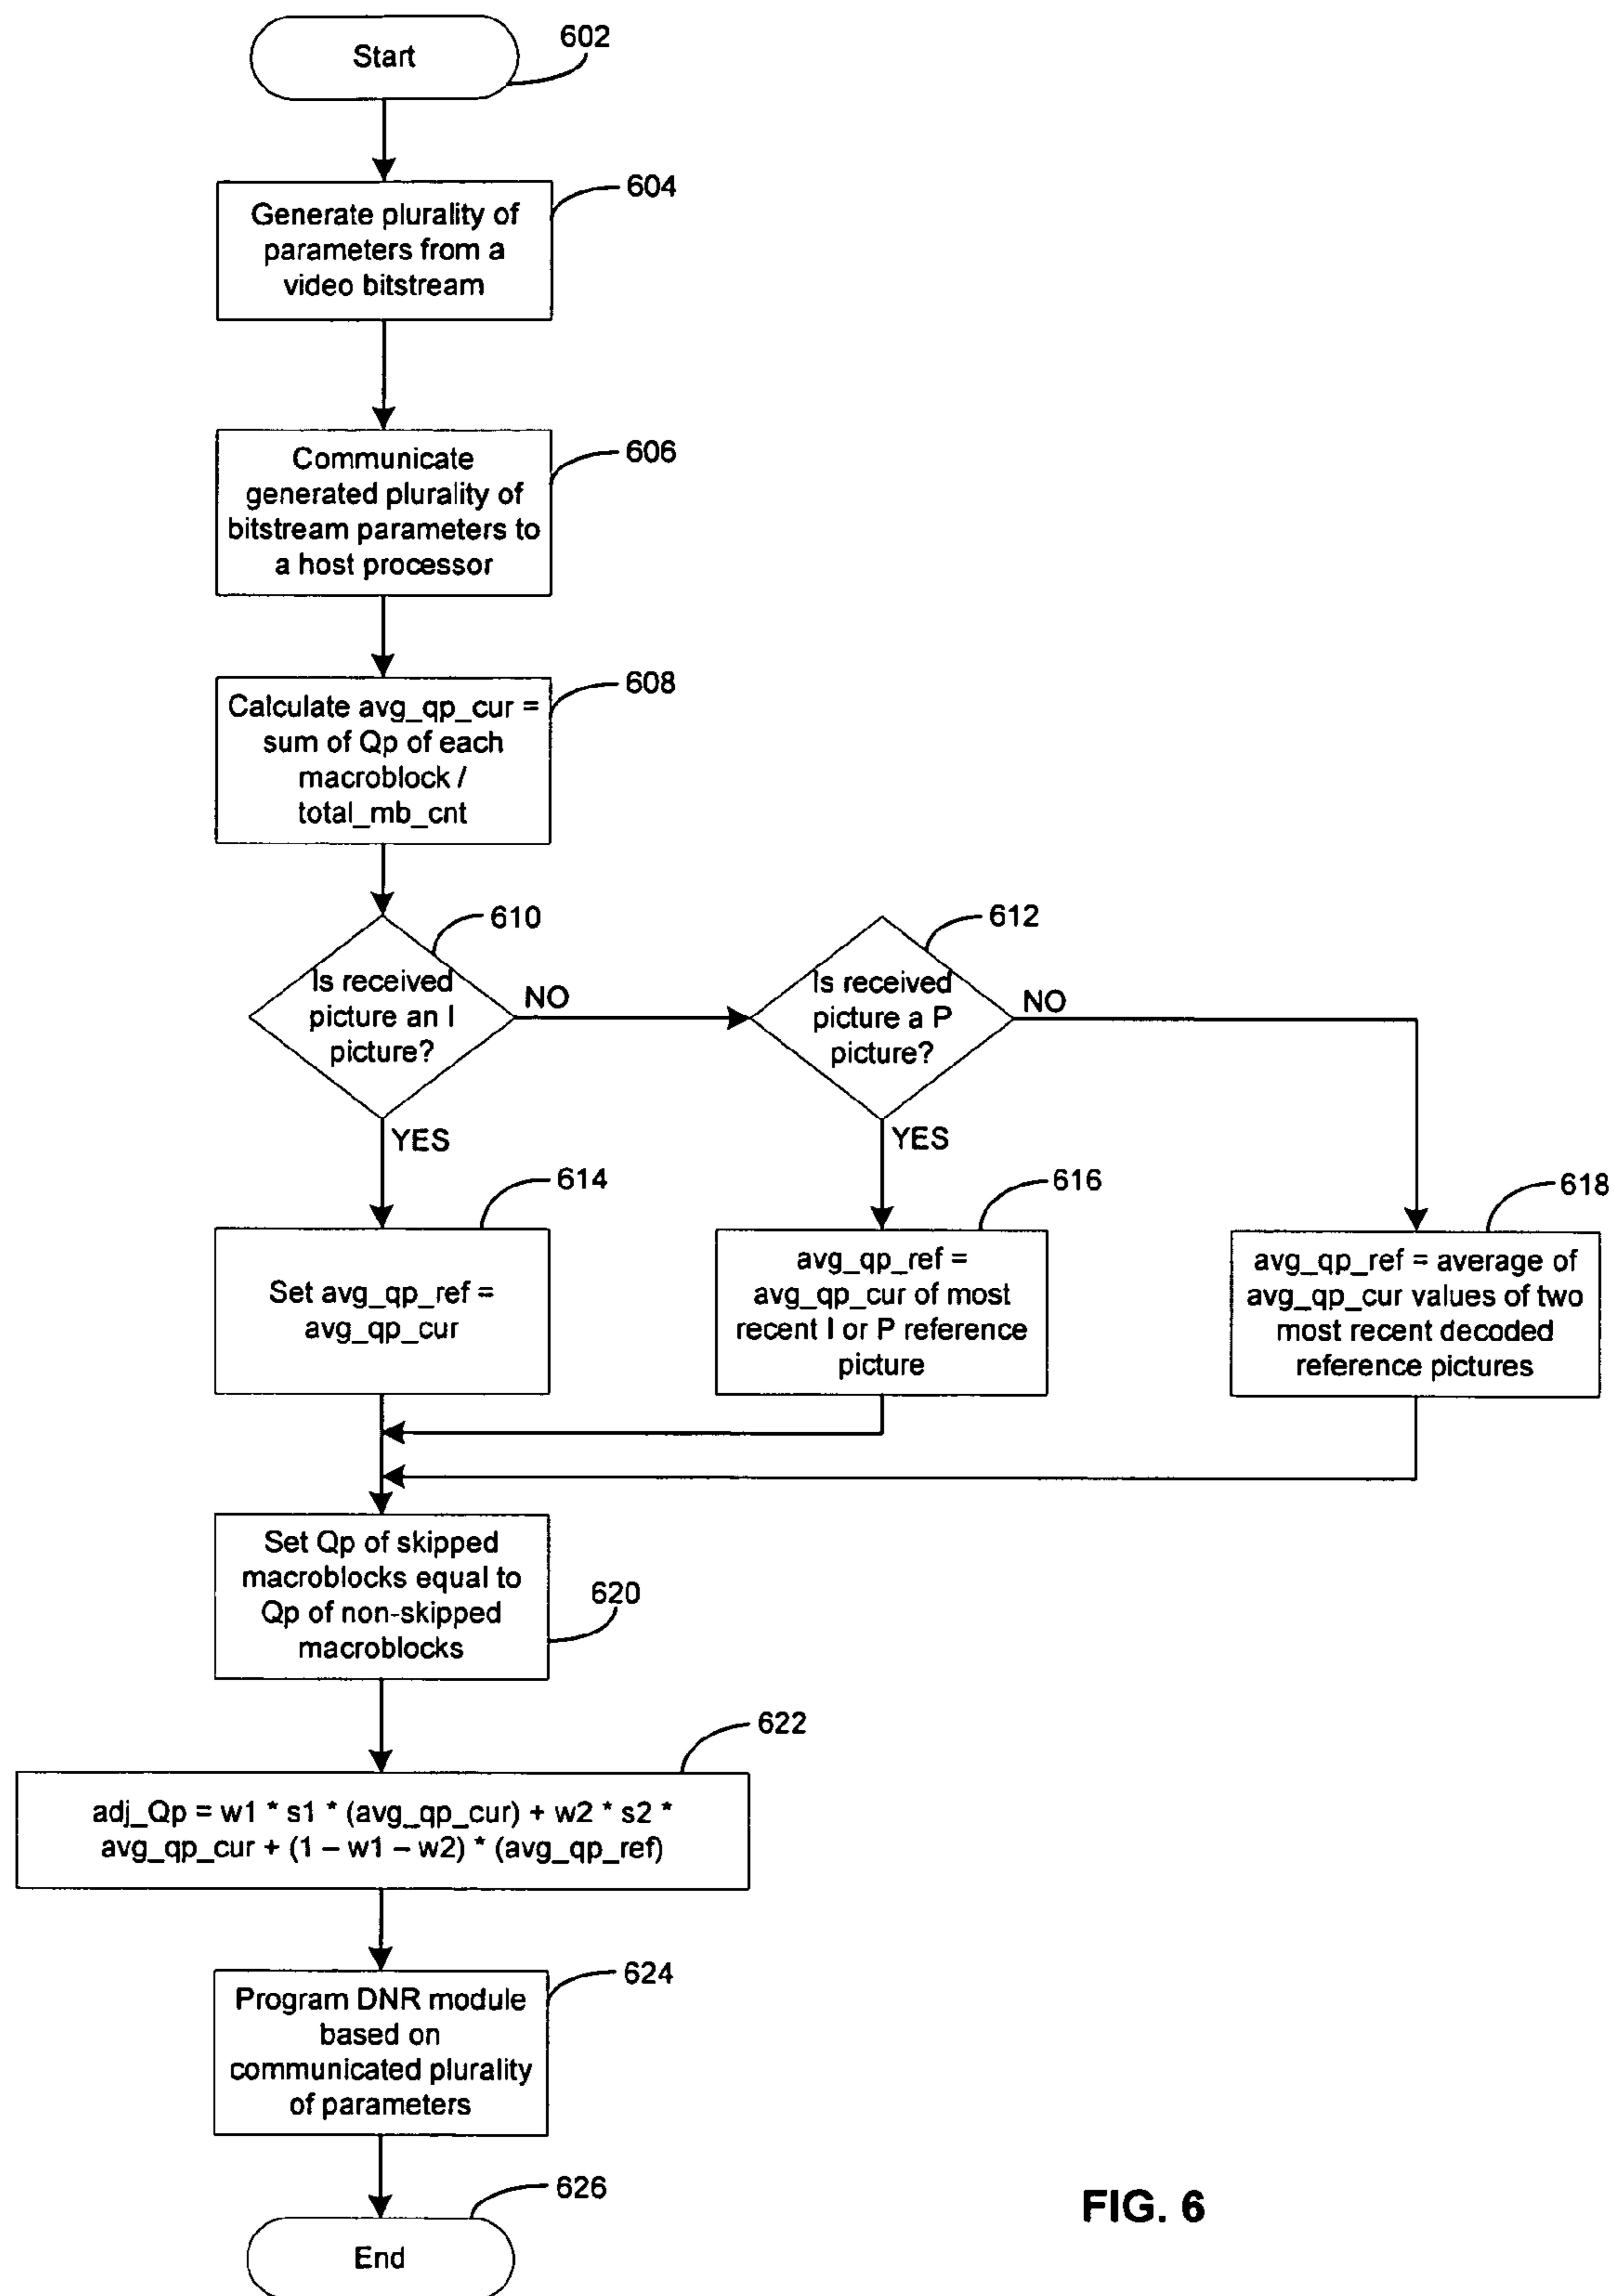 Start
602
604
Generate plurality of
parameters from a
video bitstream
606
Communicate
generated plurality of
bitstream parameters to
a host processor
608
Calculate avg_qp_cur =
sum of Qp of each
macroblock /
total_mb_cnt
610
Is received
picture an I
picture?
NO
YES
612
Is received
picture a P
picture?
NO
YES
614
Set avg_qp_ref =
avg_qp_cur
616
avg_qp_ref =
avg_qp_cur of most
recent I or P reference
picture
618
avg_qp_ref = average of
avg_qp_cur values of two
most recent decoded
reference pictures
Set Qp of skipped
macroblocks equal to
Qp of non-skipped
macroblocks
620
622
adj_Qp = w1 * s1 * (avg_qp_cur) + w2 * s2 *
avg_qp_cur + (1 – w1 – w2) * (avg_qp_ref)
624
Program DNR module
based on
communicated plurality
of parameters
626
End
FIG. 6